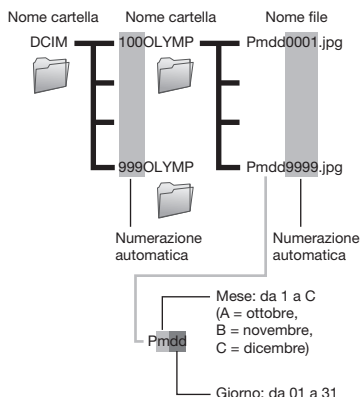 Nome cartella Nome cartella Nome file
DCIM 100OLYMP Pmdd0001.jpg
999OLYMP Pmdd9999.jpg
Numerazione automatica
Numerazione automatica
Pmdd
Mese: da 1 a C
(A = ottobre,
B = novembre,
C = dicembre)
Giorno: da 01 a 31